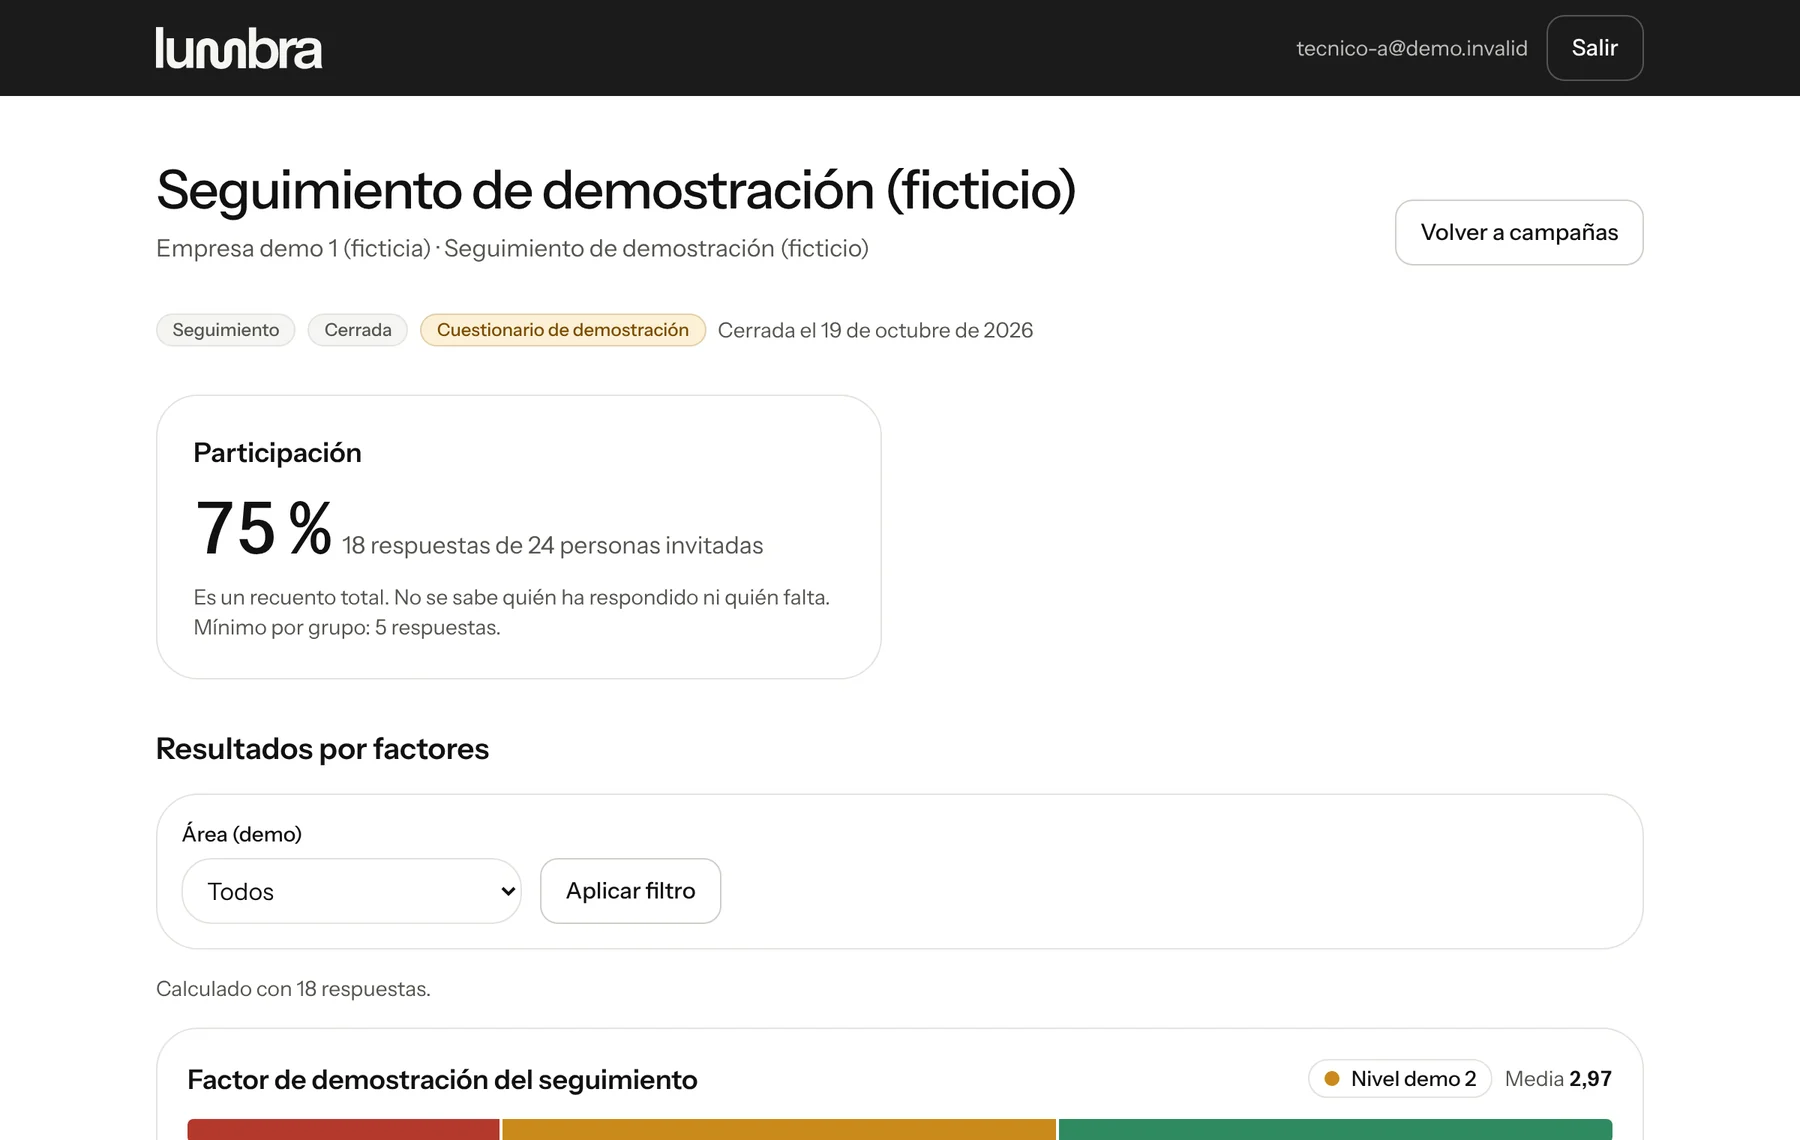 lumbra
tecnico-a@demo.invalid
Salir
Seguimiento de demostración (ficticio)
Empresa demo 1 (ficticia) · Seguimiento de demostración (ficticio)
Volver a campañas
Seguimiento
Cerrada
Cuestionario de demostración
Cerrada el 19 de octubre de 2026
Participación
75 % 18 respuestas de 24 personas invitadas
Es un recuento total. No se sabe quién ha respondido ni quién falta.
Mínimo por grupo: 5 respuestas.
Resultados por factores
Área (demo)
Todos
Aplicar filtro
Calculado con 18 respuestas.
Factor de demostración del seguimiento
Nivel demo 2
Media 2,97